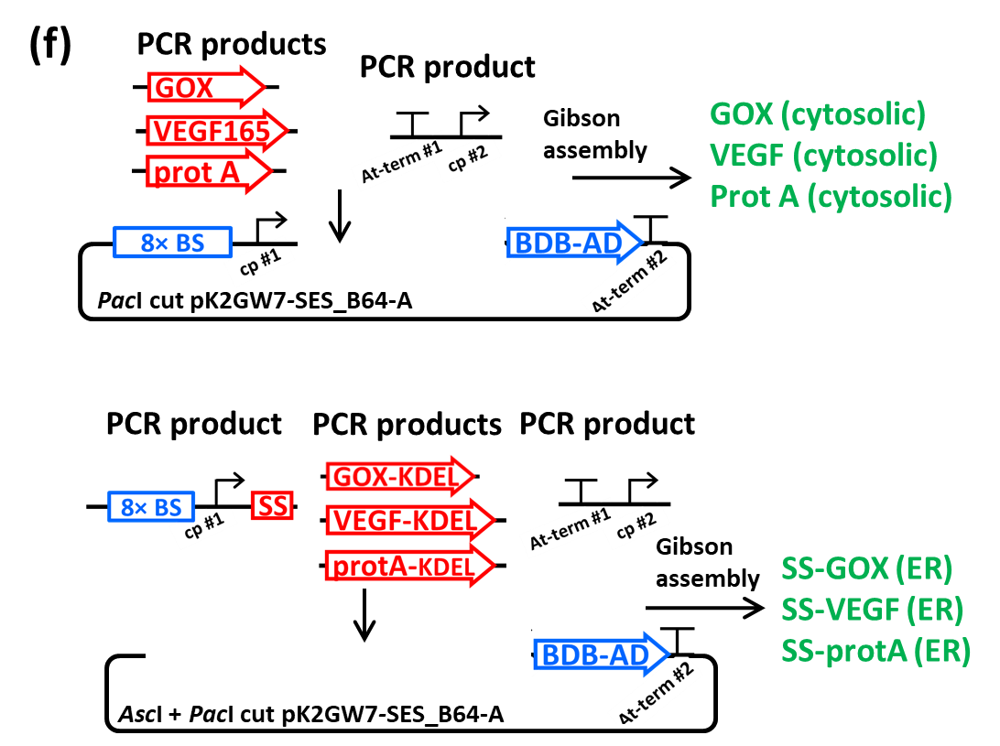 (f)
PCR products
GOX
VEGF165
prot A
PCR product
At-term #1
cp #2
Gibson
assembly
GOX (cytosolic)
VEGF (cytosolic)
Prot A (cytosolic)
8× BS
cp #1
BDB-AD
At-term #2
PacI cut pK2GW7-SES_B64-A
PCR product
PCR products
PCR product
8× BS
cp #1
SS
GOX-KDEL
VEGF-KDEL
protA-KDEL
At-term #1
cp #2
Gibson
assembly
SS-GOX (ER)
SS-VEGF (ER)
SS-protA (ER)
BDB-AD
At-term #2
AscI + PacI cut pK2GW7-SES_B64-A